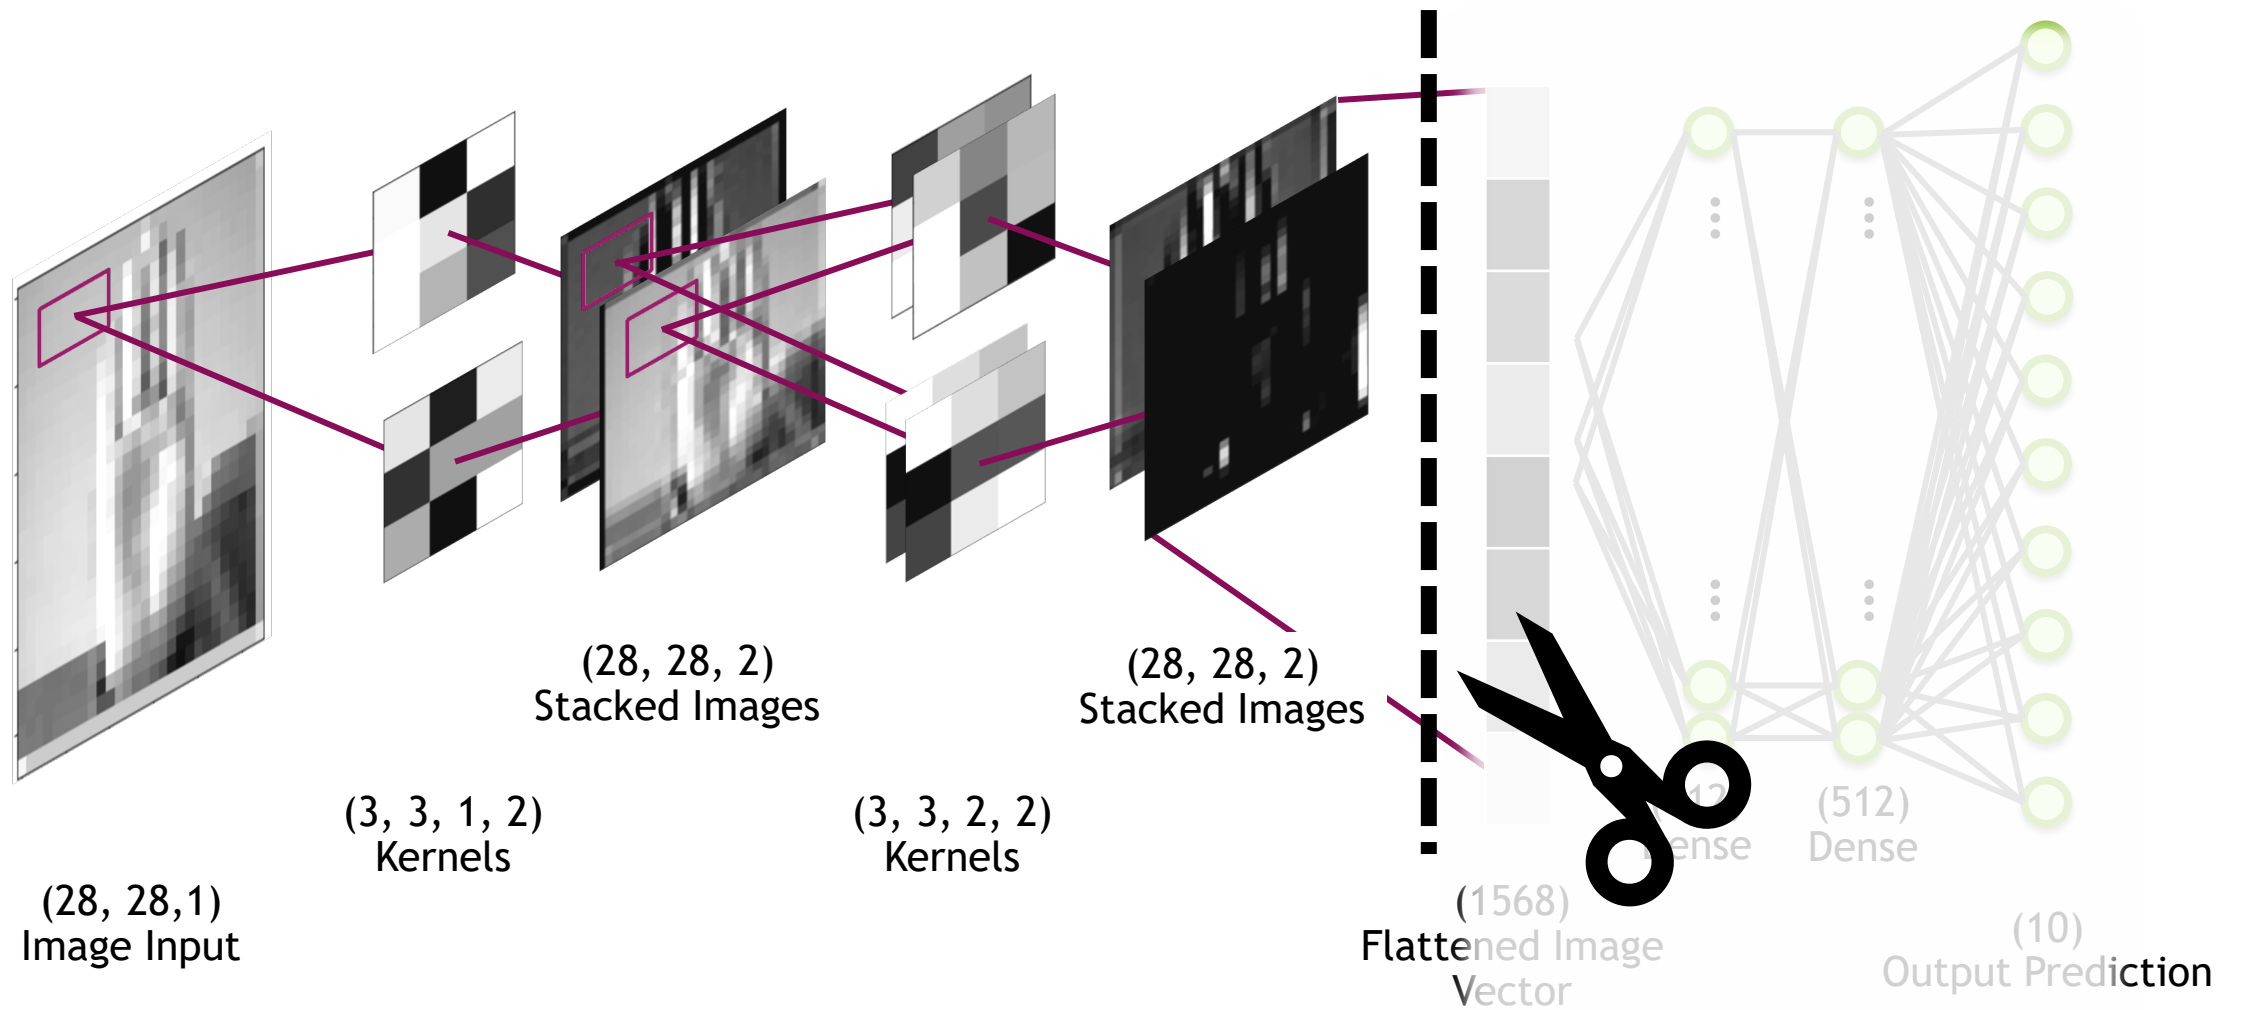 (28, 28,1)
Image Input
(3, 3, 1, 2)
Kernels
(28, 28, 2)
Stacked Images
(3, 3, 2, 2)
Kernels
(28, 28, 2)
Stacked Images
(1568)
Flattened Image
Vector
(512)
Dense
(10)
Output Prediction